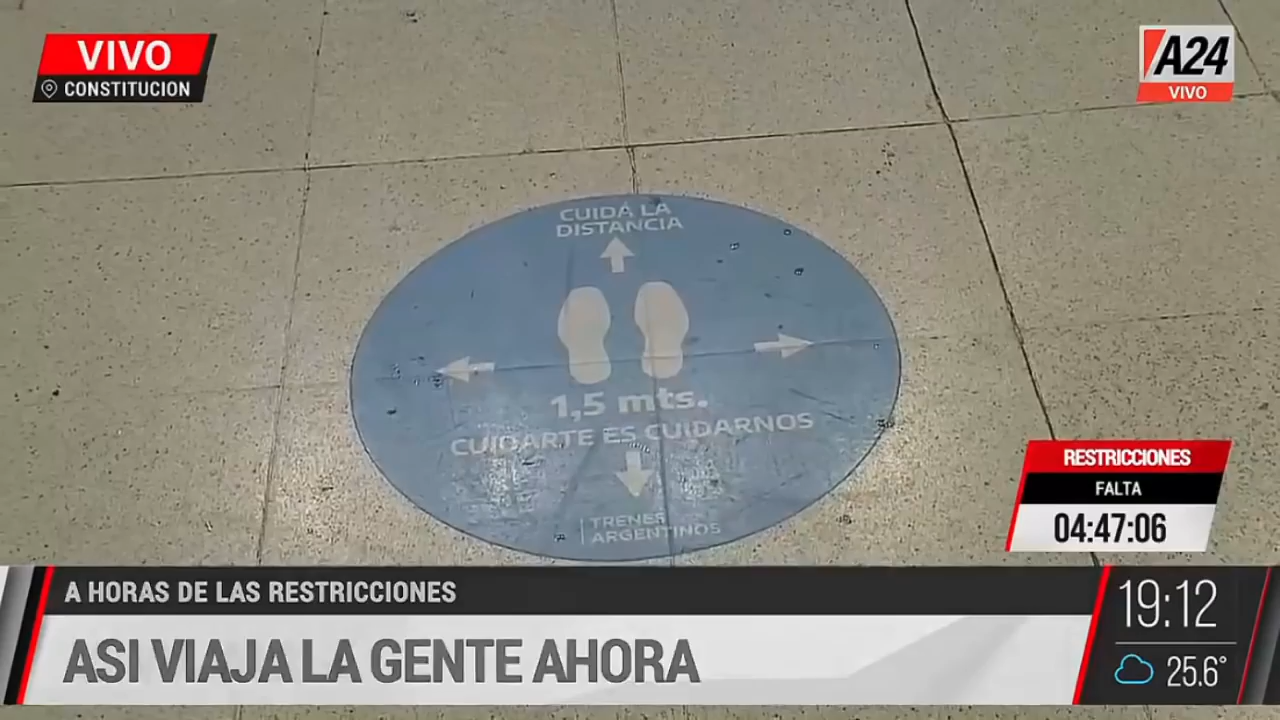 VIVO
CONSTITUCION
A24
VIVO
CUIDÁ LA
DISTANCIA
1,5 mts.
CUIDARTE ES CUIDARNOS
TRENES
ARGENTINOS
RESTRICCIONES
FALTA
04:47:06
A HORAS DE LAS RESTRICCIONES
ASI VIAJA LA GENTE AHORA
19:12
25.6°